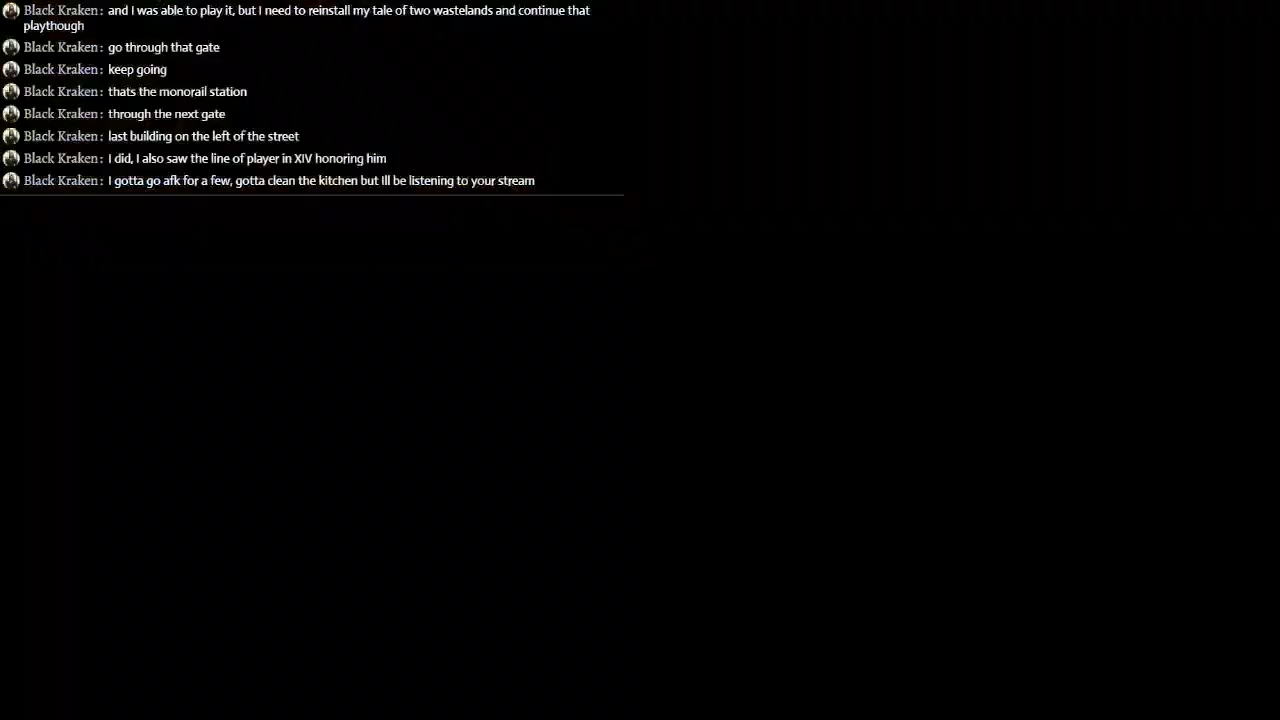 Black Kraken: and I was able to play it, but I need to reinstall my tale of two wastelands and continue that
playthough
Black Kraken: go through that gate
Black Kraken: keep going
Black Kraken: thats the monorail station
Black Kraken: through the next gate
Black Kraken: last building on the left of the street
Black Kraken: I did, I also saw the line of player in XIV honoring him
Black Kraken: I gotta go afk for a few, gotta clean the kitchen but Ill be listening to your stream